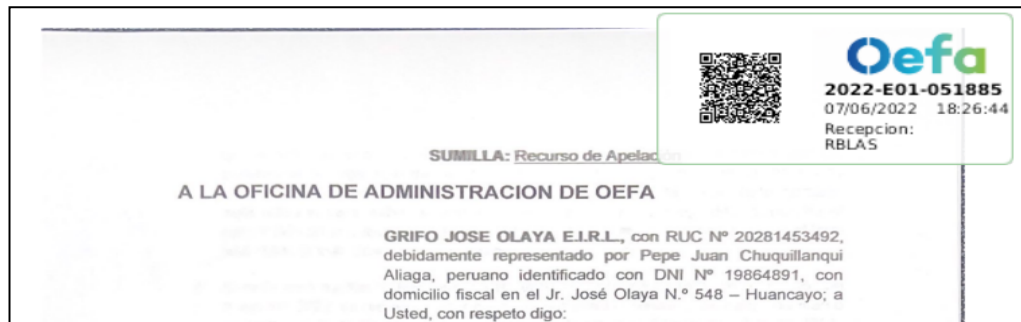 Oefa
2022-E01-051885
07/06/2022 18:26:44
Recepcion:
RBLAS
SUMILLA: Recurso de Apelación
A LA OFICINA DE ADMINISTRACION DE OEFA
GRIFO JOSE OLAYA E.I.R.L., con RUC Nº 20281453492,
debidamente representado por Pepe Juan Chuquillanqui
Aliaga, peruano identificado con DNI Nº 19864891, con
domicilio fiscal en el Jr. José Olaya N.º 548 – Huancayo; a
Usted, con respeto digo: